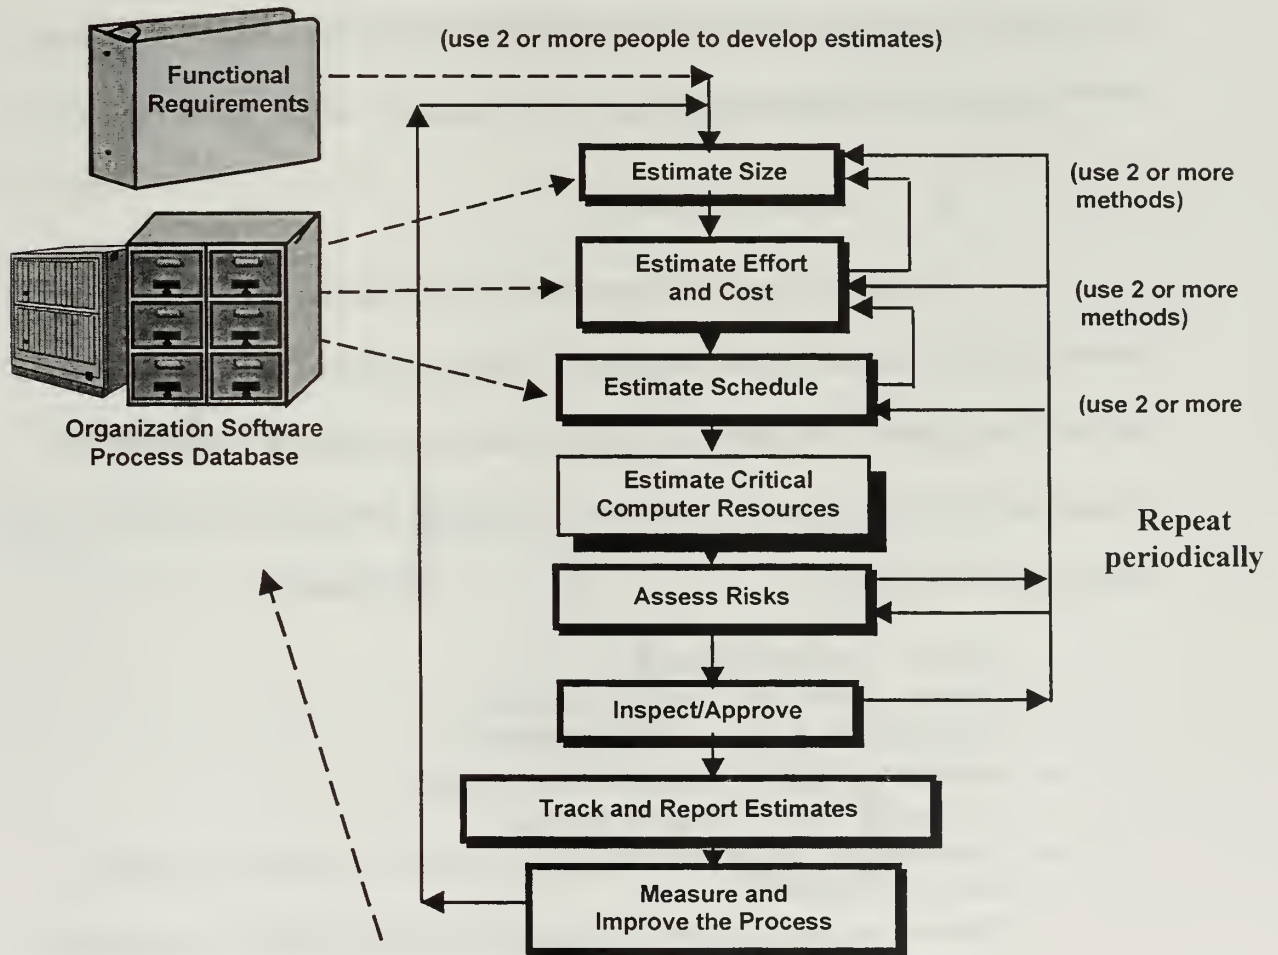 (use 2 or more people to develop estimates)
Functional
Requirements
Estimate Size
(use 2 or more
methods)
Estimate Effort
and Cost
(use 2 or more
methods)
Estimate Schedule
(use 2 or more
Organization Software
Process Database
Estimate Critical
Computer Resources
Repeat
periodically
Assess Risks
Inspect/Approve
Track and Report Estimates
Measure and
Improve the Process